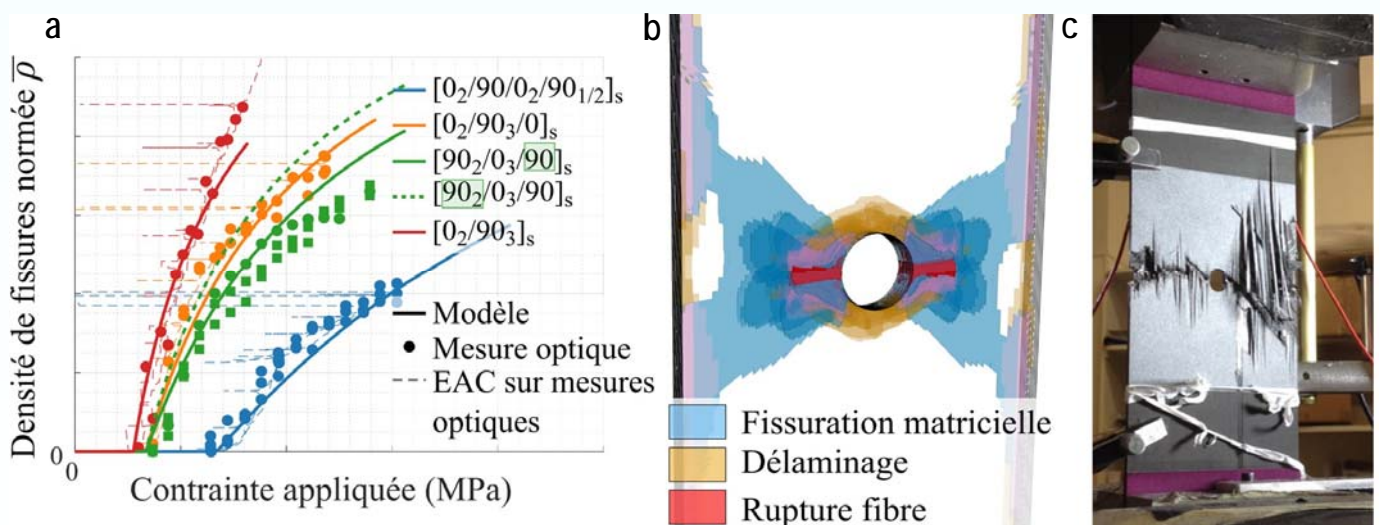 a
Densité de fissures normée ρ̅
[0₂/90/0₂/90₁/₂]ₛ
[0₂/90₃/0]ₛ
[90₂/0₃/90]ₛ
[90₂/0₃/90]ₛ
[0₂/90₃]ₛ
Modèle
Mesure optique
EAC sur mesures
optiques
0
0
Contrainte appliquée (MPa)
b
Fissuration matricielle
Délaminage
Rupture fibre
c